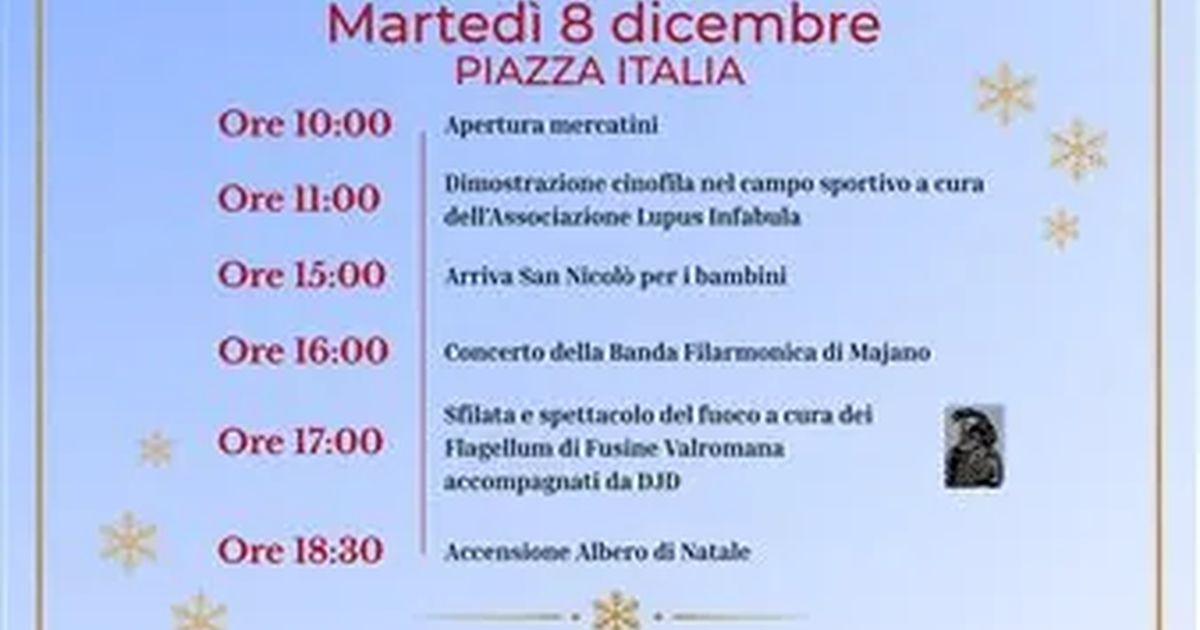 Martedì 8 dicembre
PIAZZA ITALIA
Ore 10:00 Apertura mercatini
Ore 11:00 Dimostrazione cinofila nel campo sportivo a cura
dell'Associazione Lupus Infabula
Ore 15:00 Arriva San Nicolò per i bambini
Ore 16:00 Concerto della Banda Filarmonica di Majano
Ore 17:00 Sfilata e spettacolo del fuoco a cura dei
Flagellum di Fusine Valromana
accompagnati da DJD
Ore 18:30 Accensione Albero di Natale